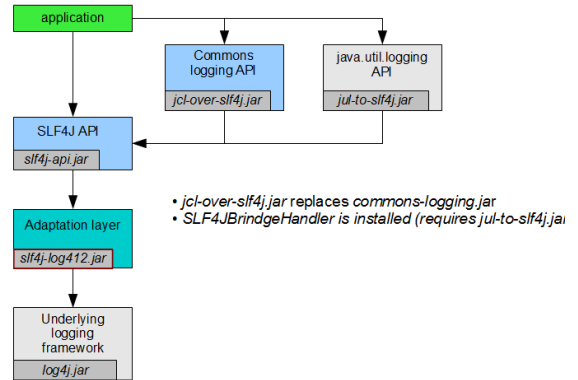 application
Commons
logging API
jcl-over-slf4j.jar
java.util.logging
API
jul-to-slf4j.jar
SLF4J API
slf4j-api.jar
• jcl-over-slf4j.jar replaces commons-logging.jar
• SLF4JBrindgeHandler is installed (requires jul-to-slf4j.jar
Adaptation layer
slf4j-log412.jar
Underlying
logging
framework
log4j.jar